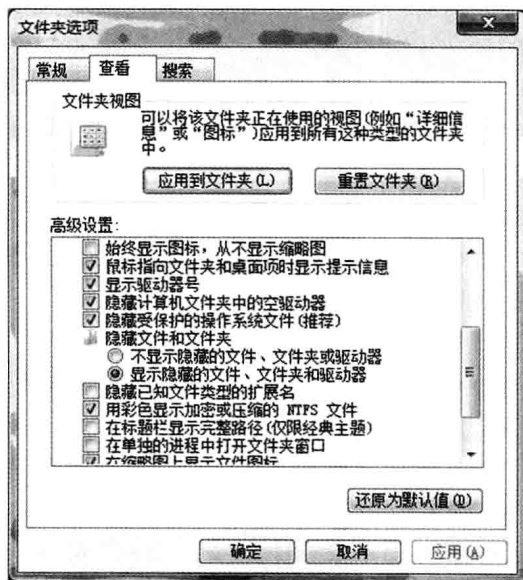 文件夹选项
常规 查看 搜索
文件夹视图
可以将该文件夹正在使用的视图(例如“详细信
息”或“图标”)应用到所有这种类型的文件夹
中。
应用到文件夹(L) 重置文件夹(R)
高级设置:
始终显示图标，从不显示缩略图
鼠标指向文件夹和桌面项时显示提示信息
显示驱动器号
隐藏计算机文件夹中的空驱动器
隐藏受保护的操作系统文件(推荐)
隐藏文件和文件夹
不显示隐藏的文件、文件夹或驱动器
显示隐藏的文件、文件夹和驱动器
隐藏已知文件类型的扩展名
用彩色显示加密或压缩的 NTFS 文件
在标题栏显示完整路径(仅限经典主题)
在单独的进程中打开文件夹窗口
在缩略图上显示文件图标
还原为默认值(D)
确定 取消 应用(A)